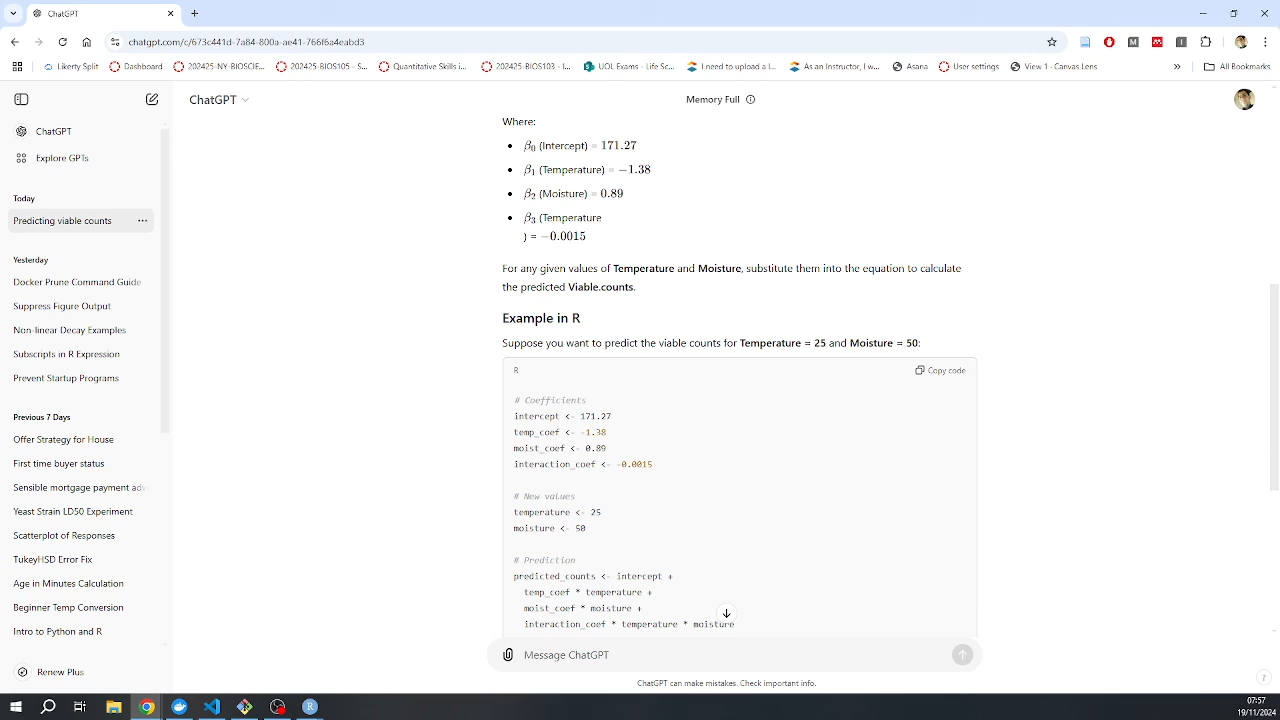 ChatGPT
chatgpt.com/c/673c441d-7a84-800a-ae41-766f6a4eabd3
Likerty Split
Dashboard
202425-NY-BIOSCIE...
202425-BIOS105 - S...
Quantitative Skills i...
202425-BIOS103 - I...
UOL Exams - Life Sc...
I need to upload a l...
As an Instructor, I w...
Asana
User settings
View 1 · Canvas Lens
»
All Bookmarks
ChatGPT
Memory Full
ChatGPT
Explore GPTs
Today
Predicting viable counts
Yesterday
Docker Prune Command Guide
Suppress Figure Output
Non-linear Decay Examples
Subscripts in R Expression
Prevent Startup Programs
Previous 7 Days
Offer Strategy for House
First time buyer status
Sensible mortgage payment adv
Yeast Strain LD50 Experiment
Scatterplot of Responses
TukeyHSD Error Fix
Age in Minutes Calculation
Beginner Temp Conversion
Intro to Python and R
Renew Plus
Where:
• β0 (Intercept) = 171.27
• β1 (Temperature) = −1.38
• β2 (Moisture) = 0.89
• β3 (Temperature
) = −0.0015
For any given values of Temperature and Moisture, substitute them into the equation to calculate
the predicted Viable.counts.
Example in R
Suppose you want to predict the viable counts for Temperature = 25 and Moisture = 50:
R
Copy code
# Coefficients
intercept <- 171.27
temp_coef <- -1.38
moist_coef <- 0.89
interaction_coef <- -0.0015
# New values
temperature <- 25
moisture <- 50
# Prediction
predicted_counts <- intercept +
temp_coef * temperature +
moist_coef * moisture +
interaction_coef * temperature * moisture
Message ChatGPT
ChatGPT can make mistakes. Check important info.
?
07:57
19/11/2024